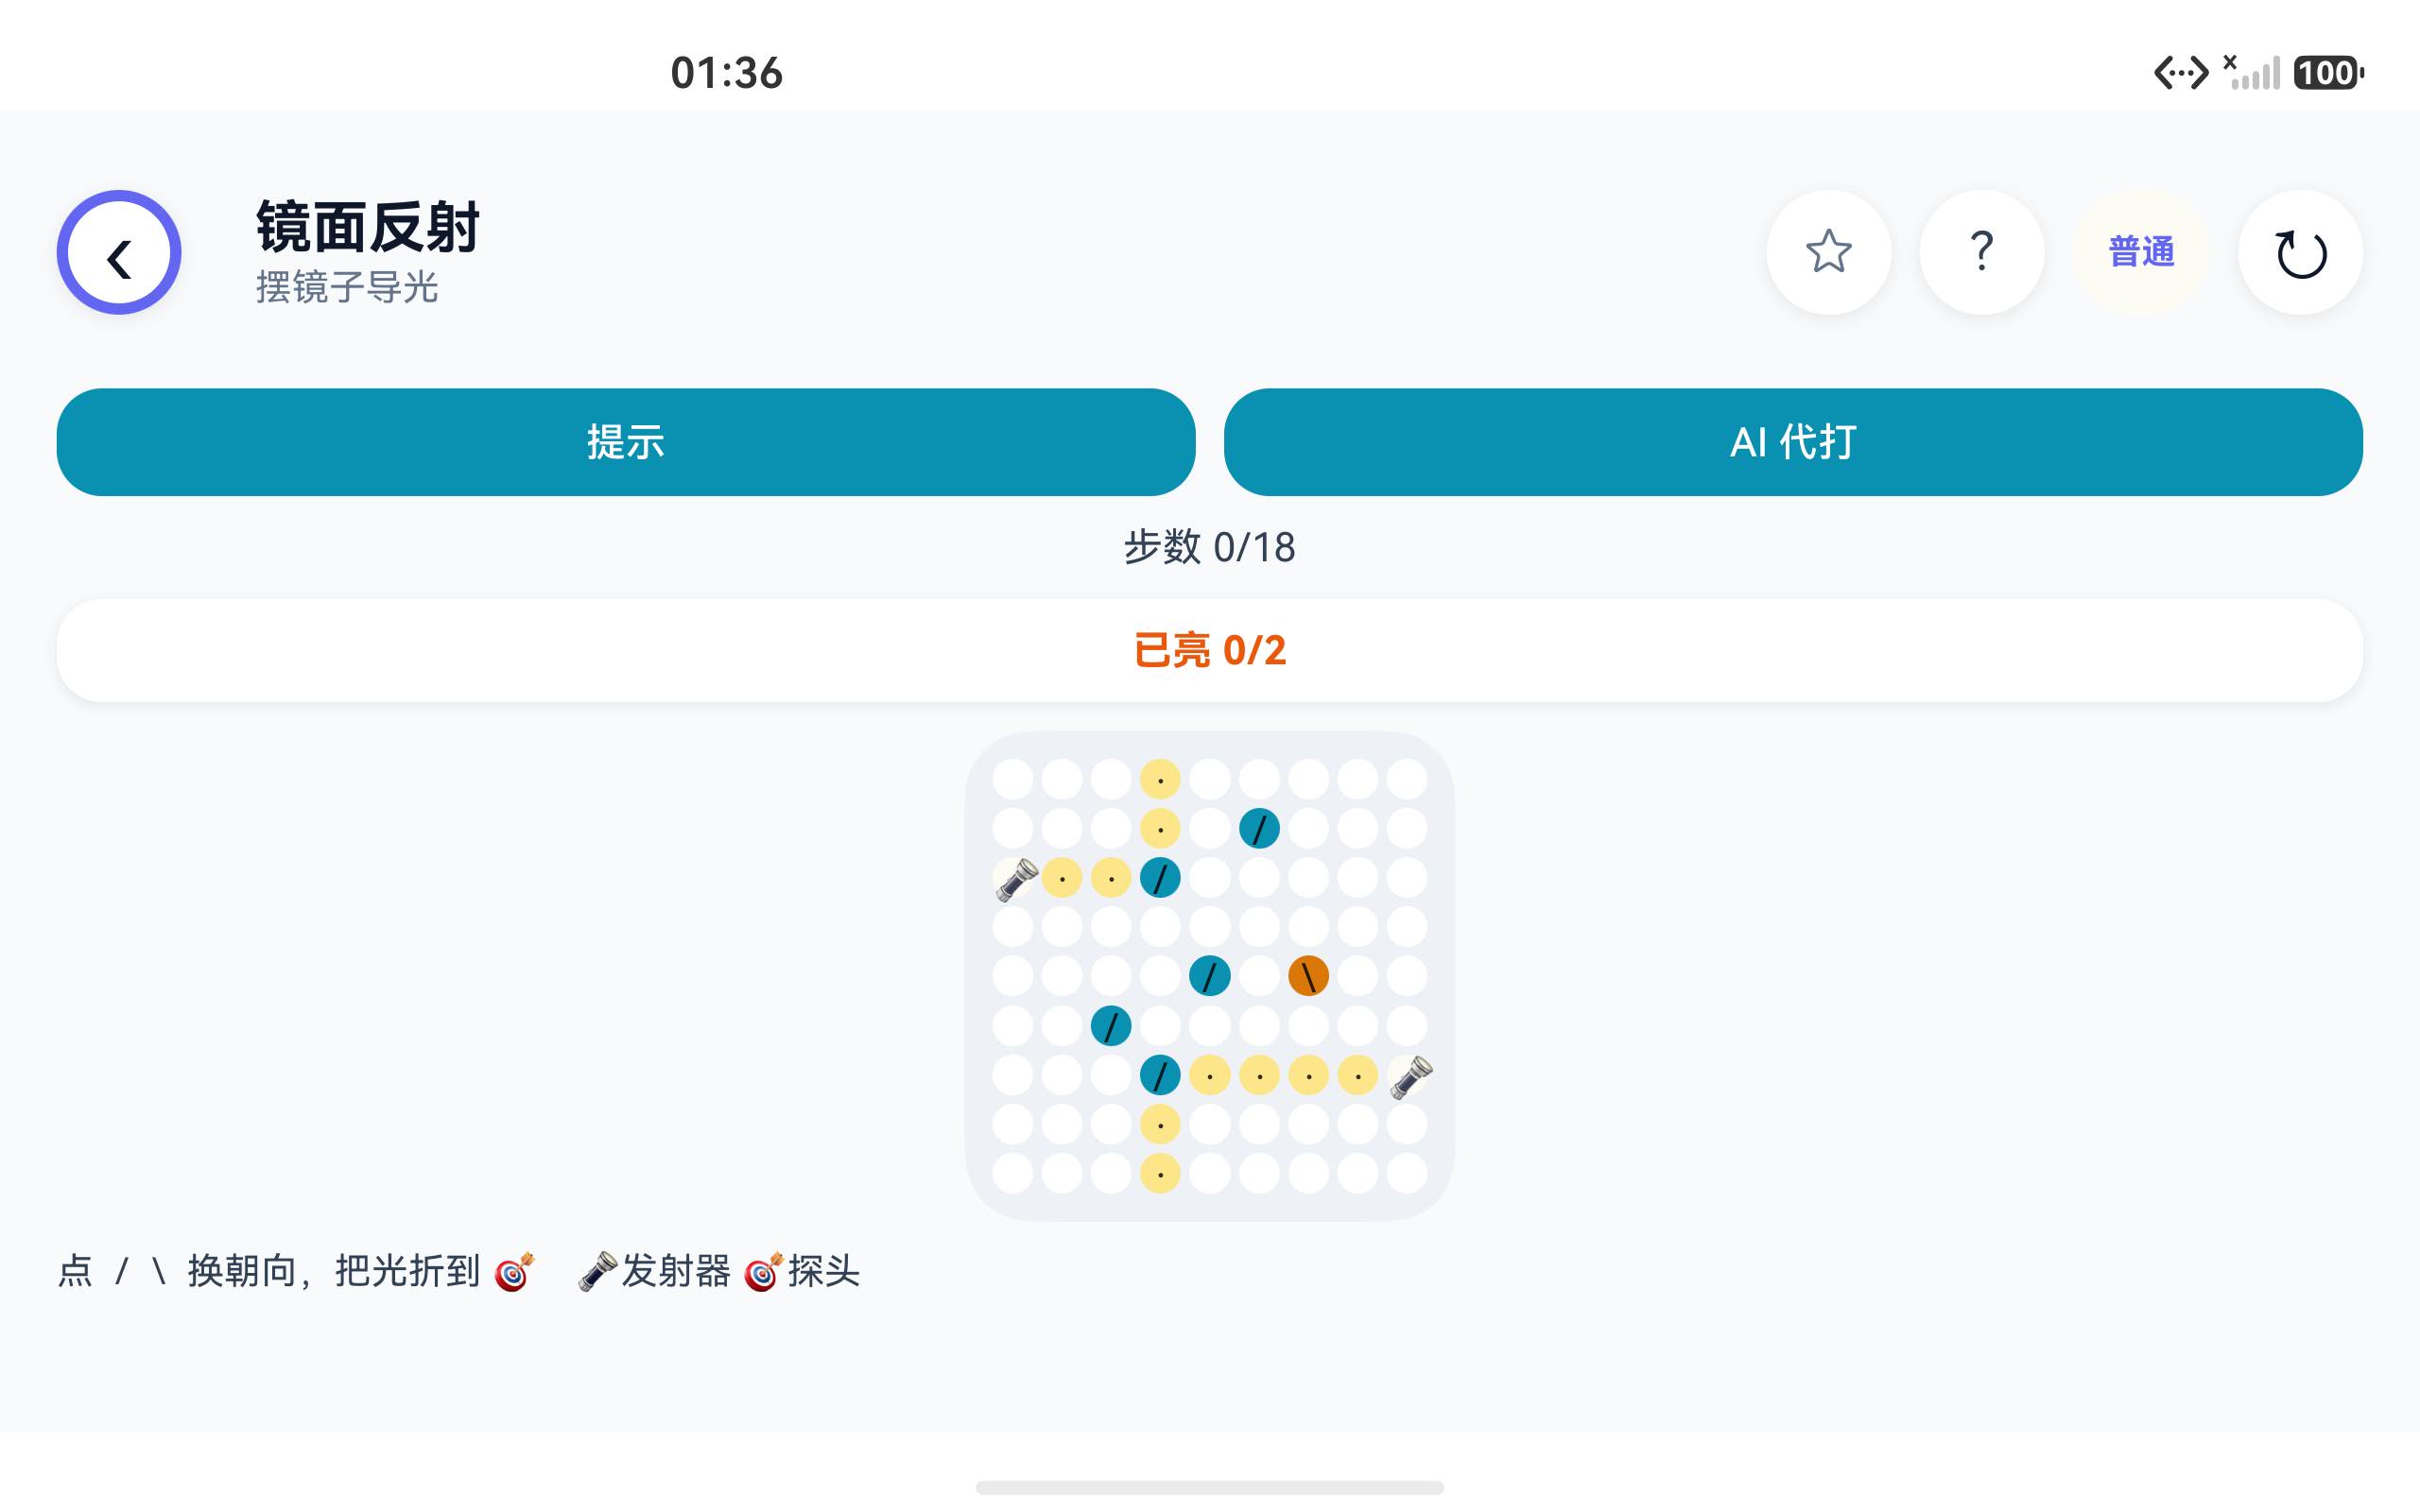 01:36
100
镜面反射
摆镜子导光
?
普通
提示
AI 代打
步数 0/18
已亮 0/2
·
· /
· · /
/ \
/
/ · · · ·
·
·
点 / \ 换朝向，把光折到 🎯 🔦发射器 🎯探头